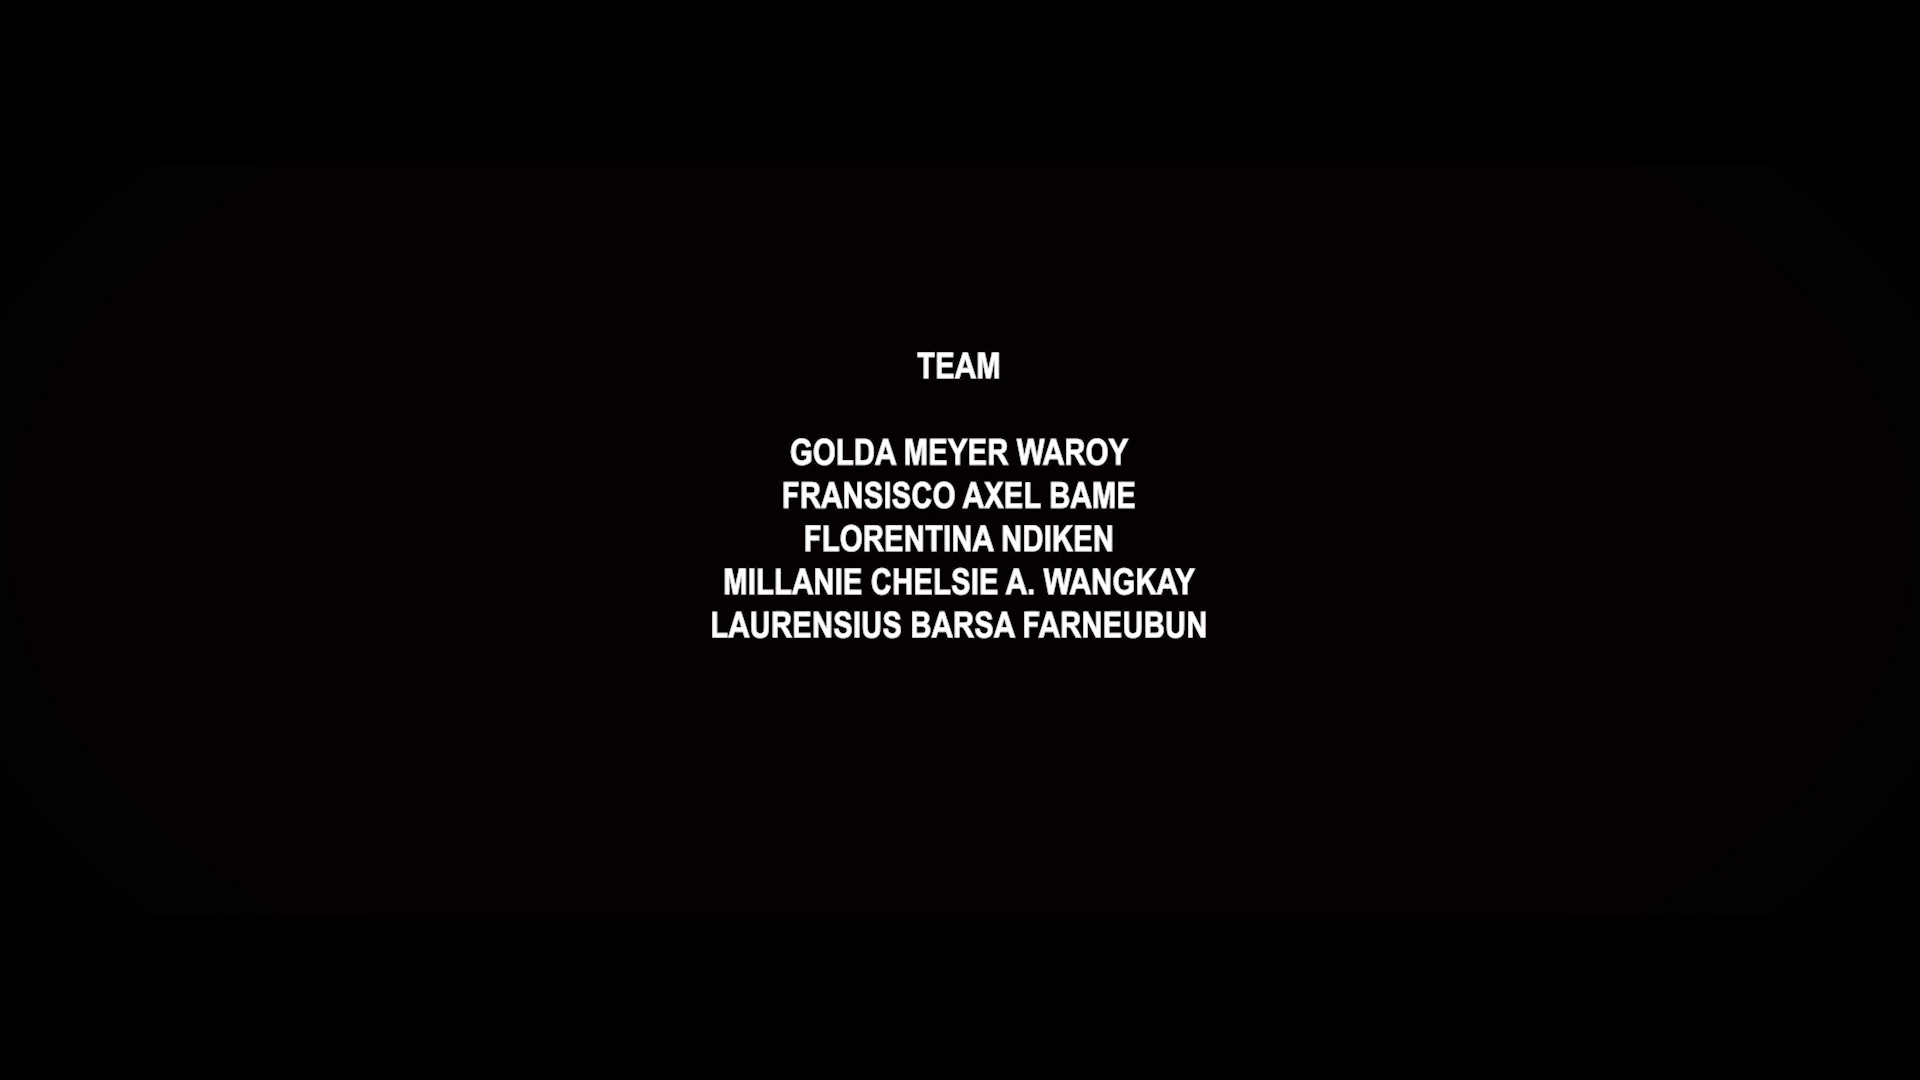 TEAM
GOLDA MEYER WAROY
FRANSISCO AXEL BAME
FLORENTINA NDIKEN
MILLANIE CHELSIE A. WANGKAY
LAURENSIUS BARSA FARNEUBUN